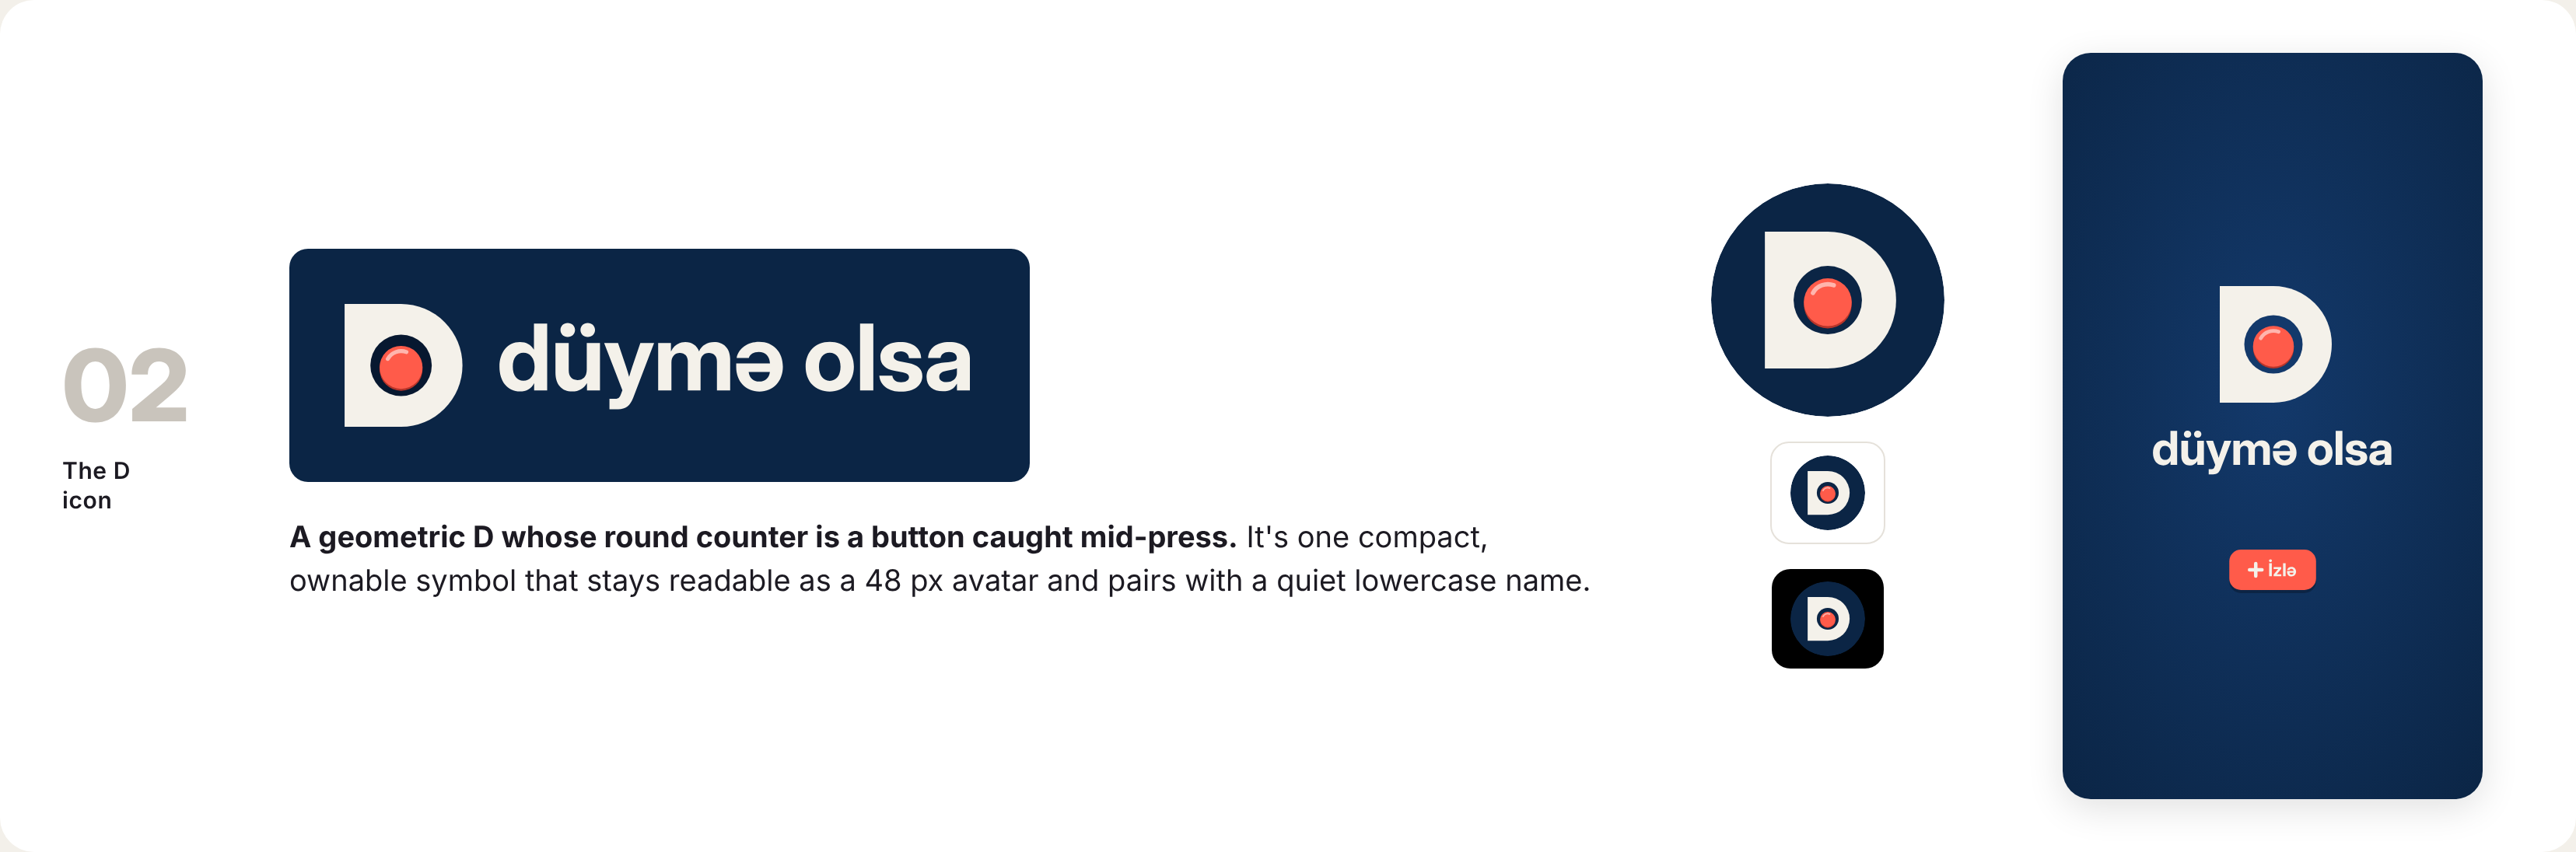 02
The D
icon
D düymə olsa
A geometric D whose round counter is a button caught mid-press. It's one compact,
ownable symbol that stays readable as a 48 px avatar and pairs with a quiet lowercase name.
D
D
D
D
düymə olsa
+ İzlə